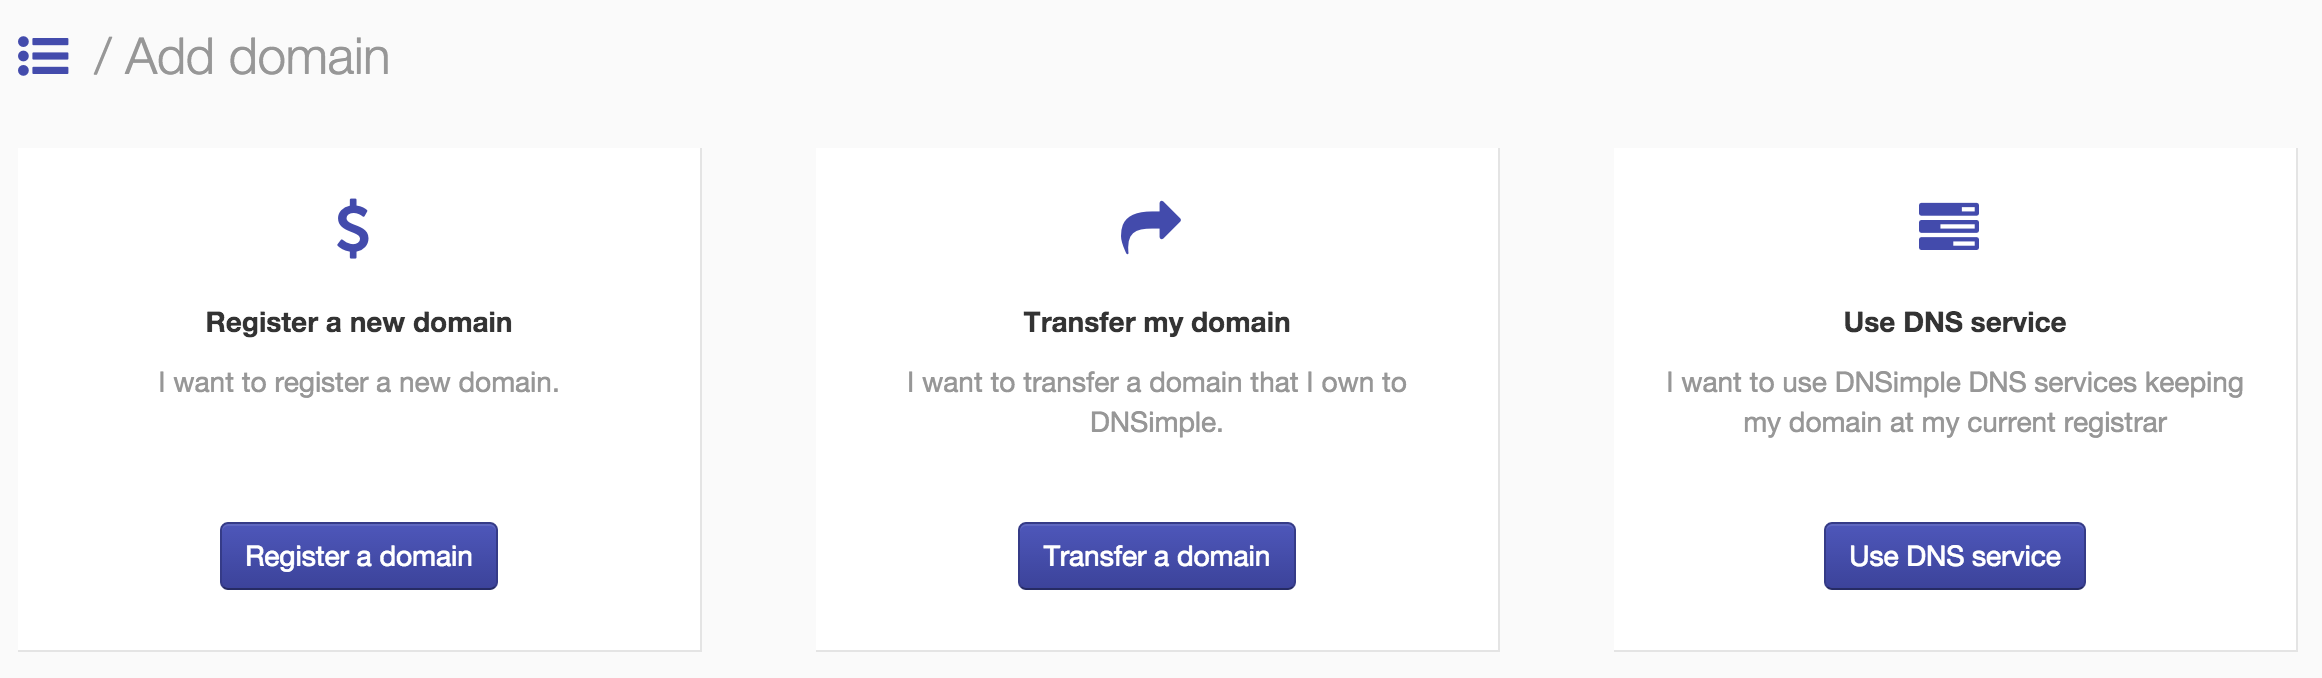 / Add domain
Register a new domain
I want to register a new domain.
Register a domain
Transfer my domain
I want to transfer a domain that I own to
DNSimple.
Transfer a domain
Use DNS service
I want to use DNSimple DNS services keeping
my domain at my current registrar
Use DNS service